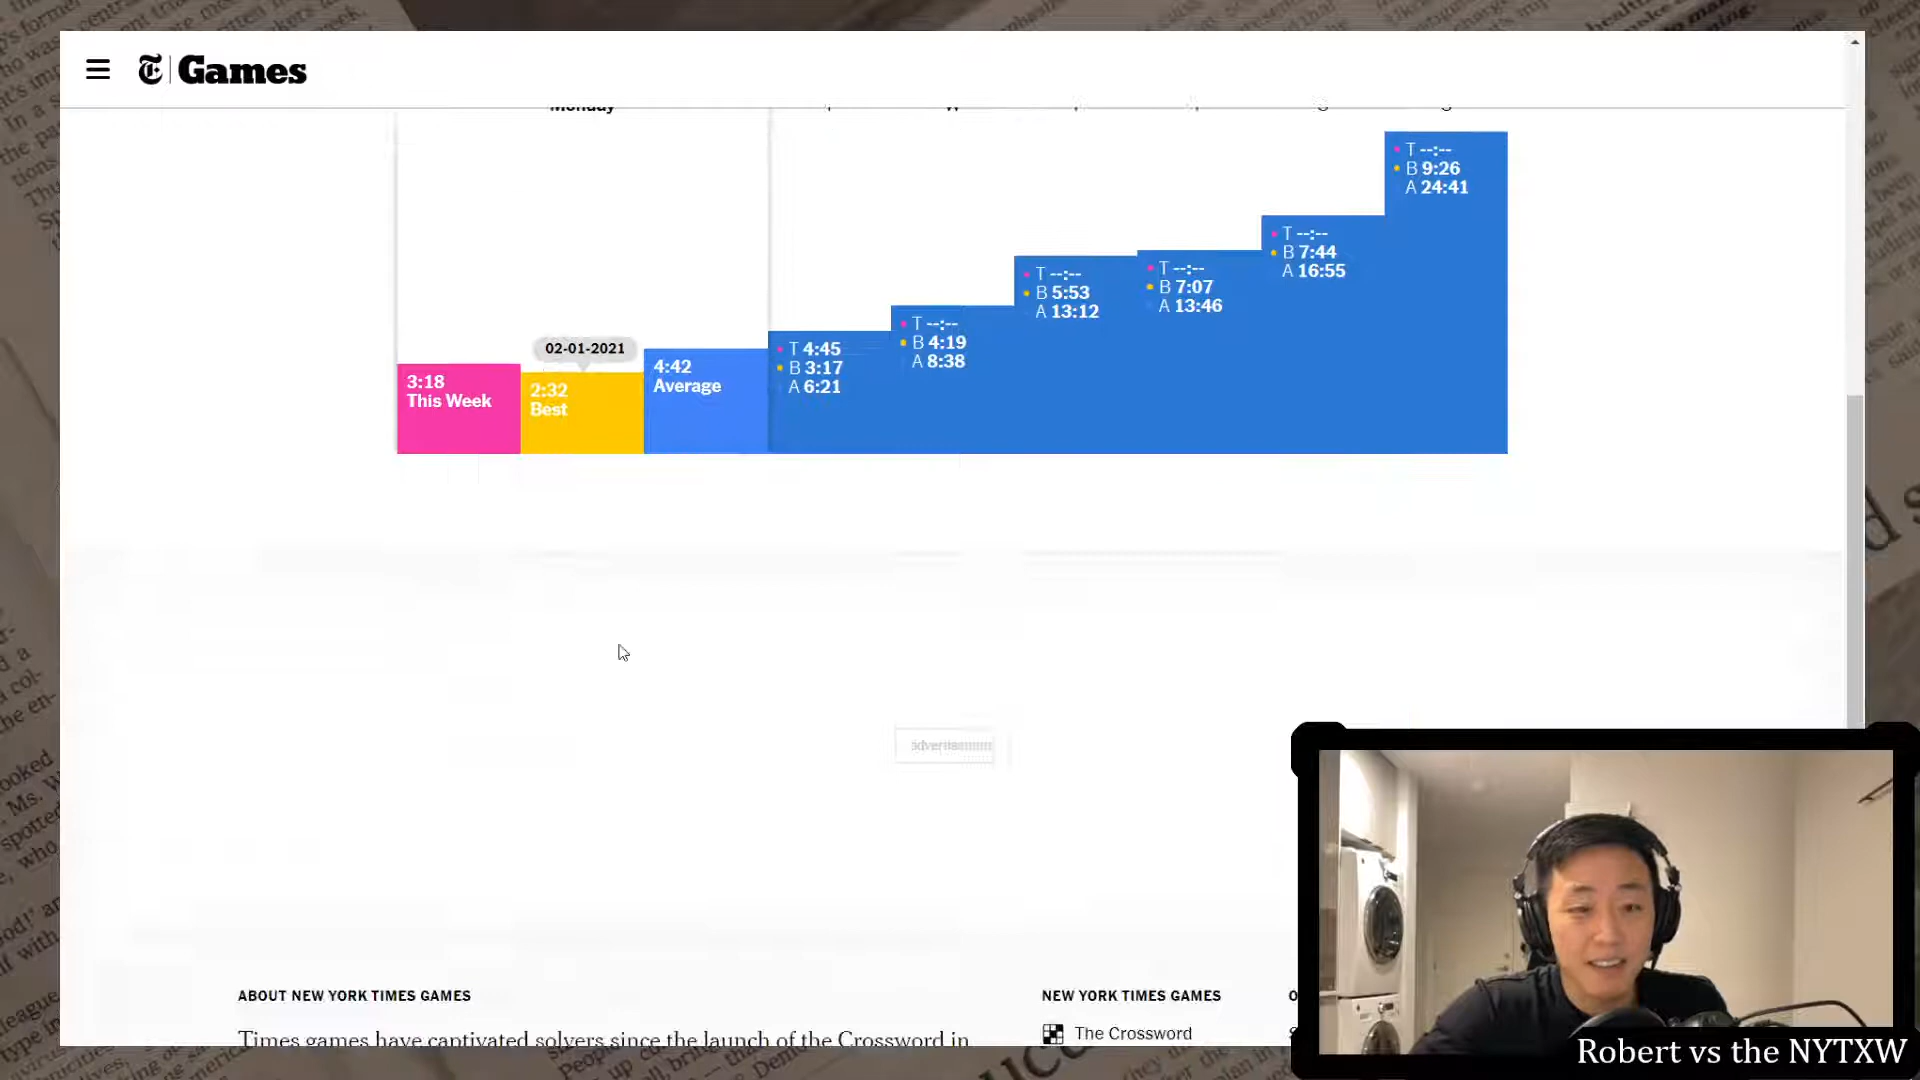 Games
Monday
T --:--
B 9:26
A 24:41
T --:--
B 7:44
A 16:55
T --:--
B 5:53
A 13:12
T --:--
B 7:07
A 13:46
T --:--
B 4:19
A 8:38
02-01-2021
T 4:45
B 3:17
A 6:21
4:42
Average
3:18
This Week
2:32
Best
ABOUT NEW YORK TIMES GAMES
NEW YORK TIMES GAMES
Times games have captivated solvers since the launch of the Crossword in
The Crossword
Robert vs the NYTXW